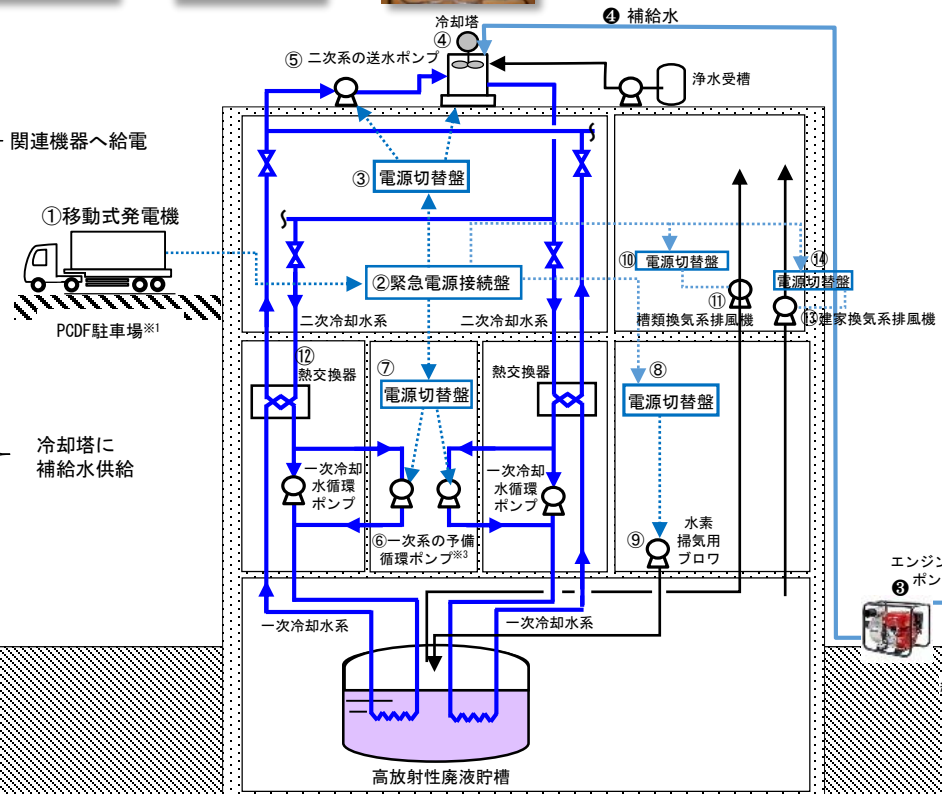 ❹ 補給水
冷却塔
④
⑤ 二次系の送水ポンプ
浄水受槽
関連機器へ給電
③ 電源切替盤
①移動式発電機
⑩ 電源切替盤
⑭
電源切替盤
②緊急電源接続盤
⑪
槽類換気系排風機
⑬建家換気系排風機
PCDF駐車場※1
二次冷却水系
二次冷却水系
⑫
熱交換器
⑦
電源切替盤
熱交換器
⑧
電源切替盤
冷却塔に
補給水供給
一次冷却
水循環
ポンプ
一次冷却
水循環
ポンプ
⑥一次系の予備
循環ポンプ※3
⑨
水素
掃気用
ブロワ
エンジン
ポン
❸
一次冷却水系
一次冷却水系
高放射性廃液貯槽